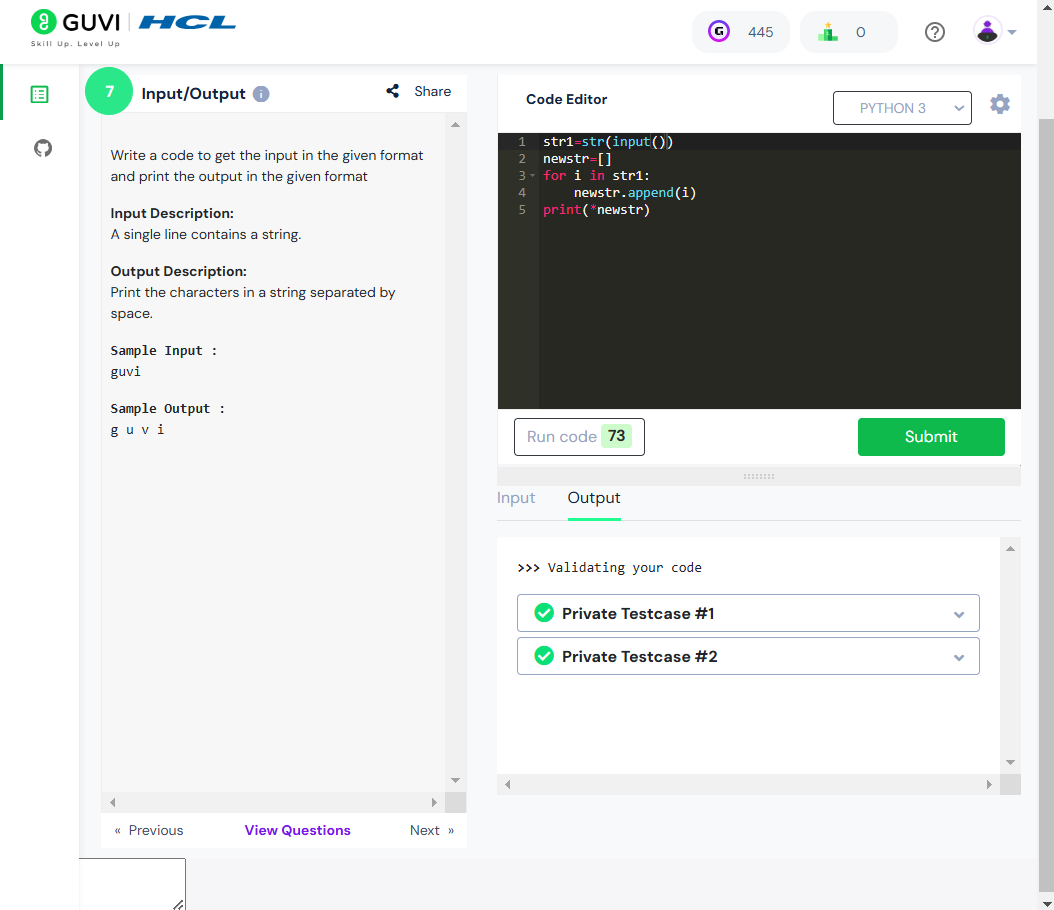 GUVI HCL
Skill Up. Level Up
G 445
0
?
7 Input/Output i
Share
Write a code to get the input in the given format
and print the output in the given format
Input Description:
A single line contains a string.
Output Description:
Print the characters in a string separated by
space.
Sample Input :
guvi
Sample Output :
g u v i
« Previous
View Questions
Next »
Code Editor
PYTHON 3
1 str1=str(input())
2 newstr=[]
3 for i in str1:
4     newstr.append(i)
5 print(*newstr)
Run code 73
Submit
Input
Output
>>> Validating your code
Private Testcase #1
Private Testcase #2